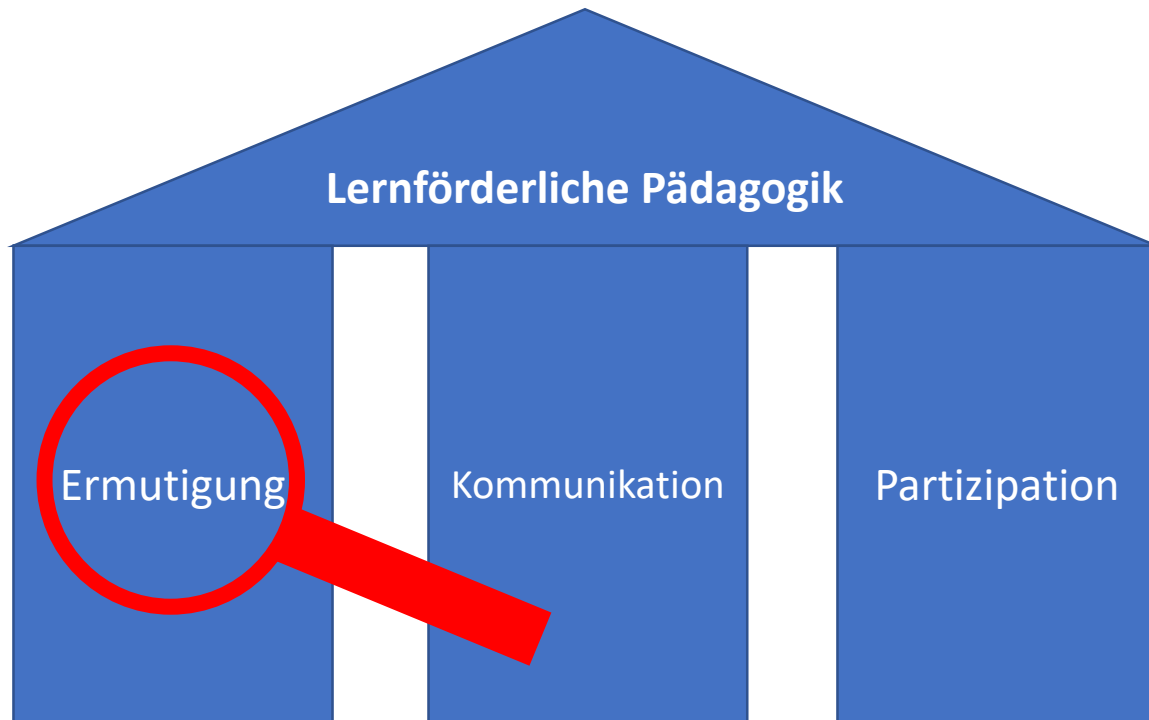 Lernförderliche Pädagogik
Ermutigung
Kommunikation
Partizipation